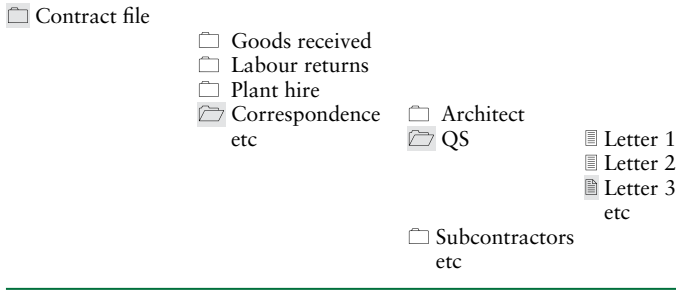 Contract file
Goods received
Labour returns
Plant hire
Correspondence
etc
Architect
QS
Letter 1
Letter 2
Letter 3
etc
Subcontractors
etc